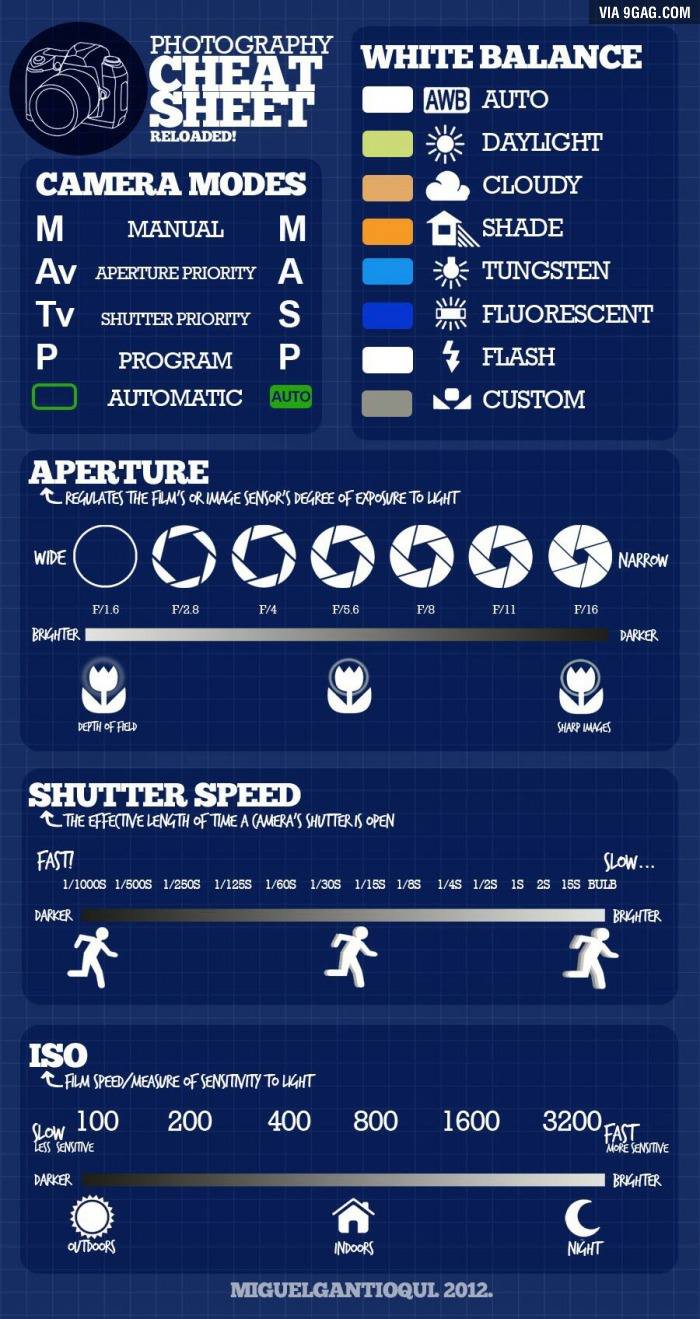 VIA 9GAG.COM
PHOTOGRAPHY
CHEAT
SHEET
RELOADED!
CAMERA MODES
M MANUAL M
Av APERTURE PRIORITY A
Tv SHUTTER PRIORITY S
P PROGRAM P
AUTOMATIC AUTO
WHITE BALANCE
AWB AUTO
DAYLIGHT
CLOUDY
SHADE
TUNGSTEN
FLUORESCENT
FLASH
CUSTOM
APERTURE
REGULATES THE FILM'S OR IMAGE SENSOR'S DEGREE OF EXPOSURE TO LIGHT
WIDE NARROW
F/1.6 F/2.8 F/4 F/5.6 F/8 F/11 F/16
BRIGHTER DARKER
DEPTH OF FIELD SHARP IMAGES
SHUTTER SPEED
THE EFFECTIVE LENGTH OF TIME A CAMERA'S SHUTTER IS OPEN
FAST! SLOW...
1/1000S 1/500S 1/250S 1/125S 1/60S 1/30S 1/15S 1/8S 1/4S 1/2S 1S 2S 15S BULB
DARKER BRIGHTER
ISO
FILM SPEED/MEASURE OF SENSITIVITY TO LIGHT
100 200 400 800 1600 3200
SLOW FAST
LESS SENSITIVE MORE SENSITIVE
DARKER BRIGHTER
OUTDOORS INDOORS NIGHT
MIGUELGANTIOQUI. 2012.